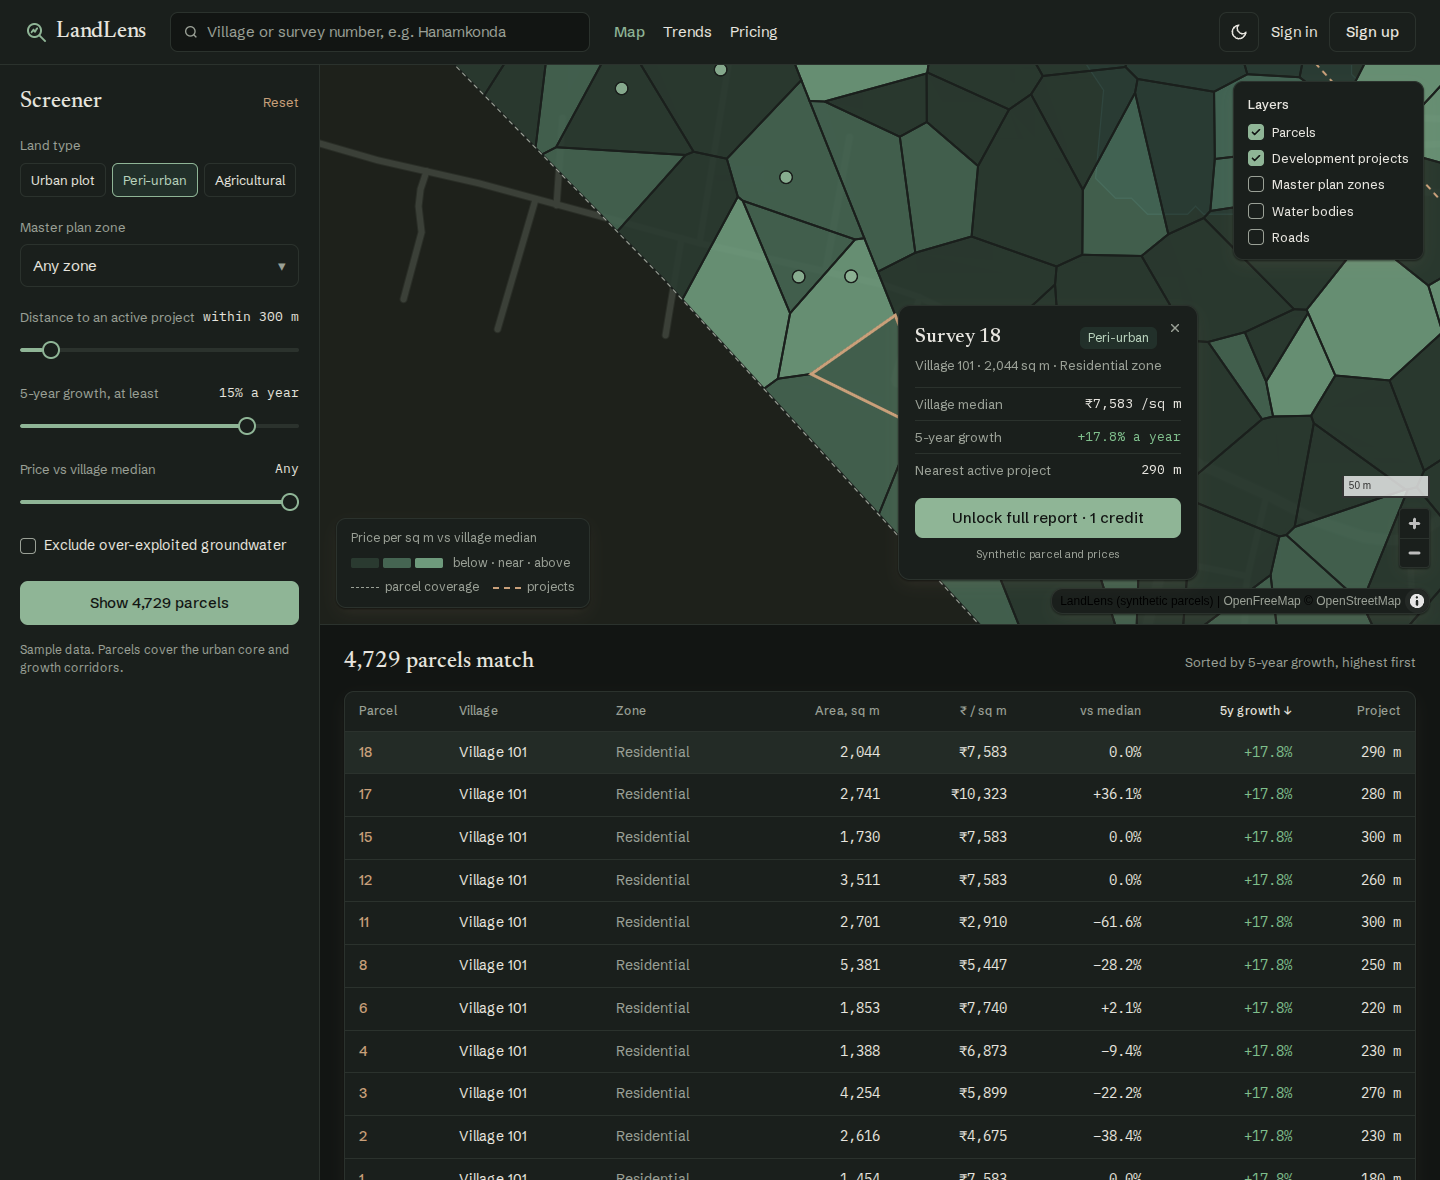 LandLens
Village or survey number, e.g. Hanamkonda
Map
Trends
Pricing
Sign in
Sign up
Screener
Reset
Land type
Urban plot
Peri-urban
Agricultural
Master plan zone
Any zone
Distance to an active project within 300 m
5-year growth, at least 15% a year
Price vs village median Any
Exclude over-exploited groundwater
Show 4,729 parcels
Sample data. Parcels cover the urban core and
growth corridors.
Layers
Parcels
Development projects
Master plan zones
Water bodies
Roads
Survey 18
Peri-urban
Village 101 · 2,044 sq m · Residential zone
Village median ₹7,583 /sq m
5-year growth +17.8% a year
Nearest active project 290 m
Unlock full report · 1 credit
Synthetic parcel and prices
50 m
Price per sq m vs village median
below · near · above
parcel coverage projects
LandLens (synthetic parcels) | OpenFreeMap © OpenStreetMap
4,729 parcels match
Sorted by 5-year growth, highest first
Parcel Village Zone Area, sq m ₹ / sq m vs median 5y growth ↓ Project
18 Village 101 Residential 2,044 ₹7,583 0.0% +17.8% 290 m
17 Village 101 Residential 2,741 ₹10,323 +36.1% +17.8% 280 m
15 Village 101 Residential 1,730 ₹7,583 0.0% +17.8% 300 m
12 Village 101 Residential 3,511 ₹7,583 0.0% +17.8% 260 m
11 Village 101 Residential 2,701 ₹2,910 −61.6% +17.8% 300 m
8 Village 101 Residential 5,381 ₹5,447 −28.2% +17.8% 250 m
6 Village 101 Residential 1,853 ₹7,740 +2.1% +17.8% 220 m
4 Village 101 Residential 1,388 ₹6,873 −9.4% +17.8% 230 m
3 Village 101 Residential 4,254 ₹5,899 −22.2% +17.8% 270 m
2 Village 101 Residential 2,616 ₹4,675 −38.4% +17.8% 230 m
1 Village 101 Residential 1,454 ₹7,583 0.0% +17.8% 180 m